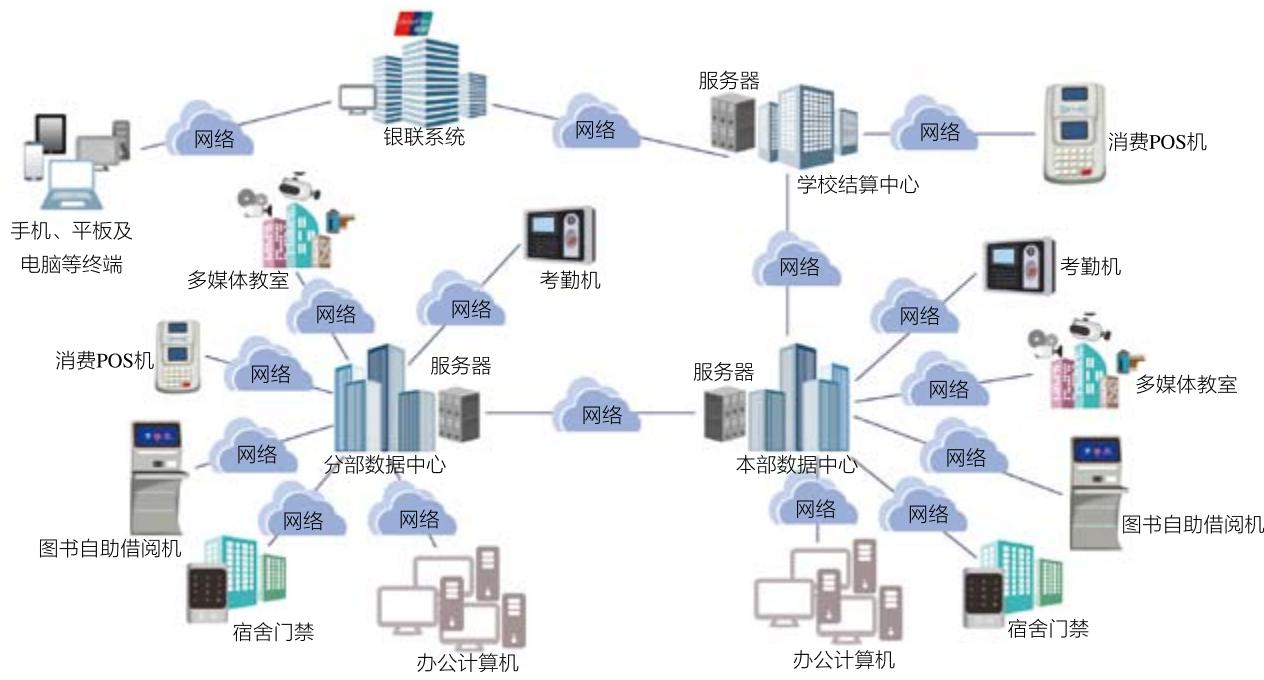 银联系统
服务器
网络
网络
网络
消费POS机
学校结算中心
手机、平板及
电脑等终端
多媒体教室
考勤机
网络
考勤机
网络
网络
网络
消费POS机
网络
服务器
服务器
网络
多媒体教室
网络
网络
网络
分部数据中心
本部数据中心
网络
网络
网络
网络
网络
图书自助借阅机
图书自助借阅机
宿舍门禁
宿舍门禁
办公计算机
办公计算机